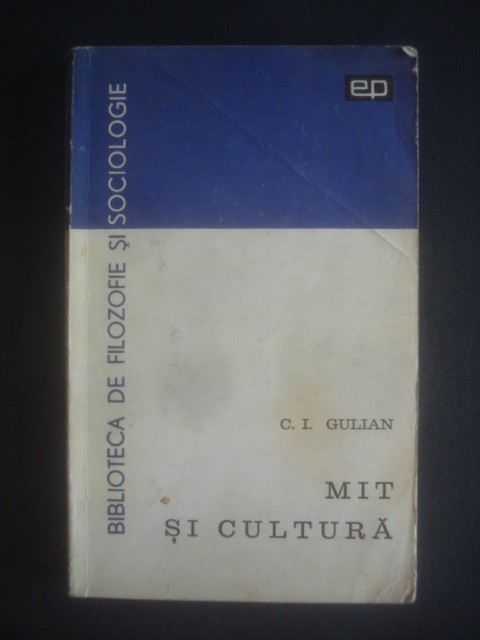 ep
BIBLIOTECA DE FILOZOFIE ȘI SOCIOLOGIE
C. I. GULIAN
MIT
ȘI CULTURĂ